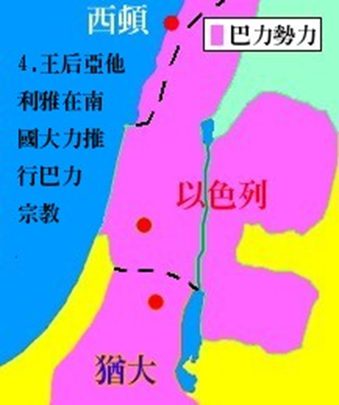 西頓
巴力勢力
4.王后亞他
利雅在南
國大力推
行巴力
宗教
以色列
猶大